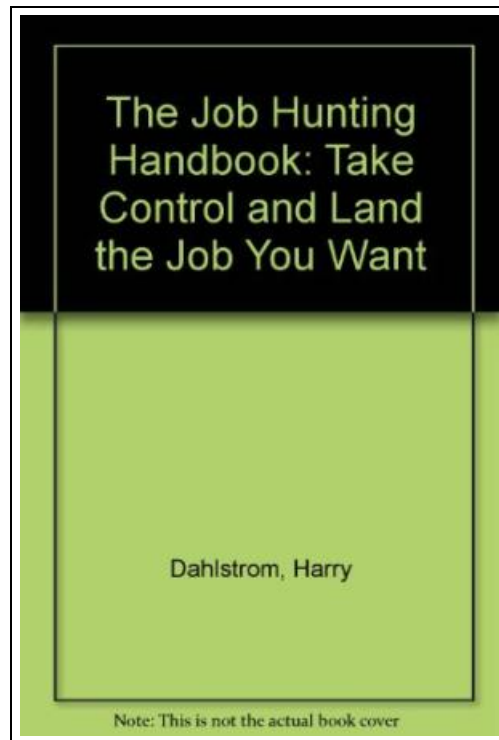 The Job Hunting
Handbook: Take
Control and Land
the Job You Want
Dahlstrom, Harry
Note: This is not the actual book cover